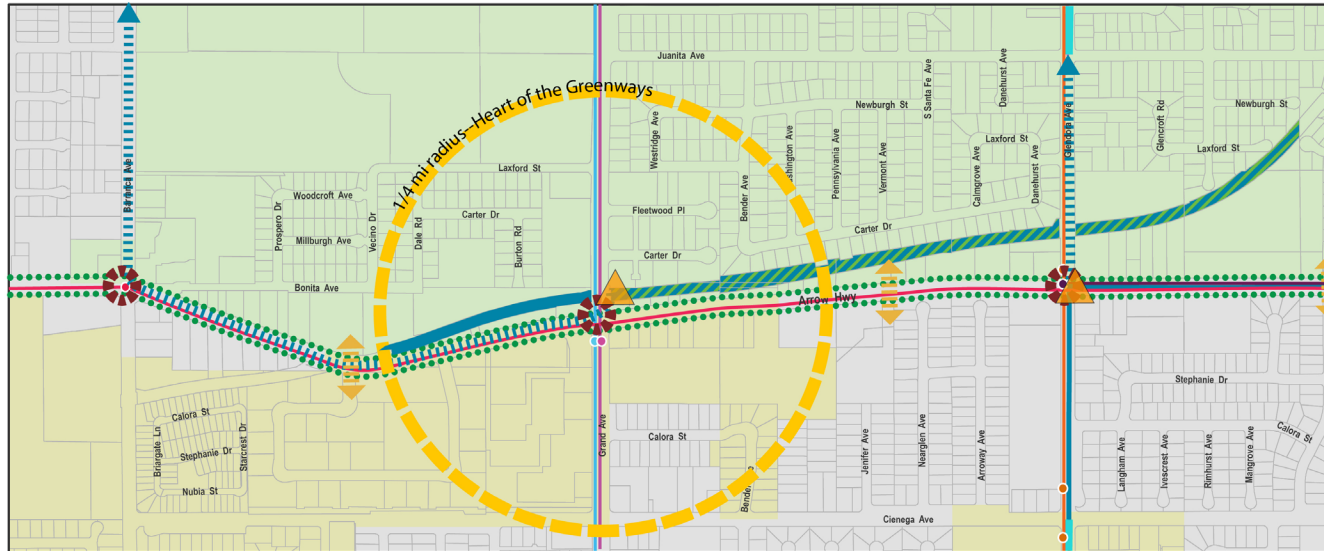 Juanita Ave
1/4 mi radius--Heart of the Greenways
Newburgh St
S Santa Fe Ave
Danehurst Ave
Glendora Ave
Glencroft Rd
Newburgh St
Westridge Ave
Laxford St
Laxford St
Laxford St
Barranca Ave
Woodcroft Ave
Prospero Dr
Millburgh Ave
Vecino Dr
Dale Rd
Carter Dr
Burton Rd
Fleetwood Pl
Bender Ave
Pennsylvania Ave
Vermont Ave
Calmgrove Ave
Danehurst Ave
Carter Dr
Carter Dr
Bonita Ave
Arrow Hwy
Calora St
Briargate Ln
Stephanie Dr
Starcrest Dr
Nubia St
Grand Ave
Calora St
Jenifer Ave
Nearglen Ave
Arroway Ave
Stephanie Dr
Langham Ave
Ivescrest Ave
Rimhurst Ave
Mangrove Ave
Calora St
Cienega Ave